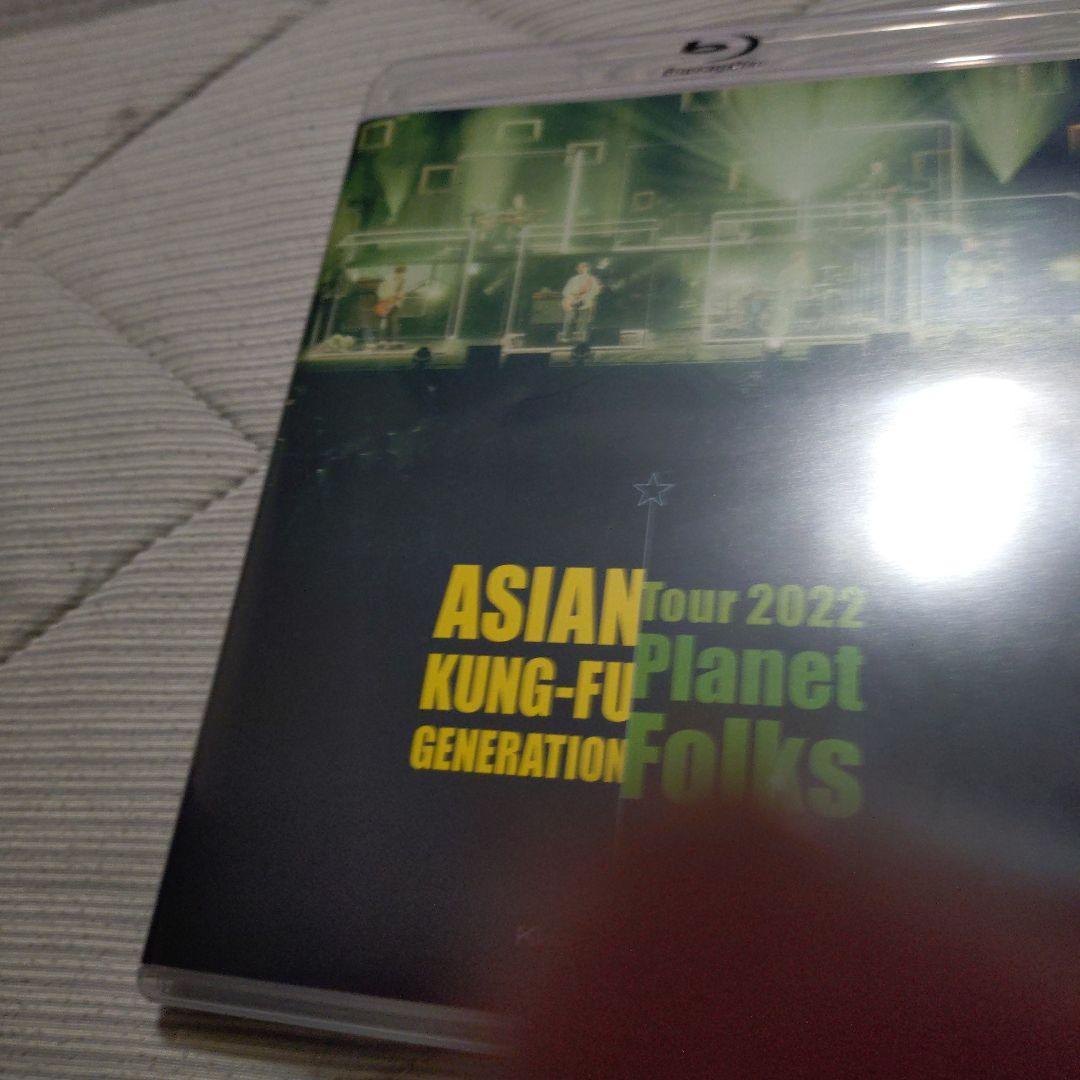 ASIAN
KUNG-FU
GENERATION
Tour 2022
Planet
Folks